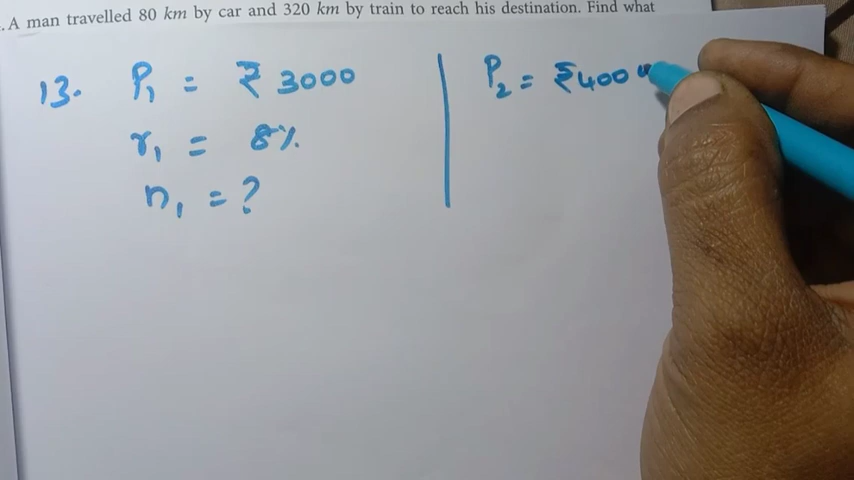 . A man travelled 80 km by car and 320 km by train to reach his destination. Find what
13. P₁ = ₹ 3000
r₁ = 8%
n₁ = ?
P₂ = ₹400